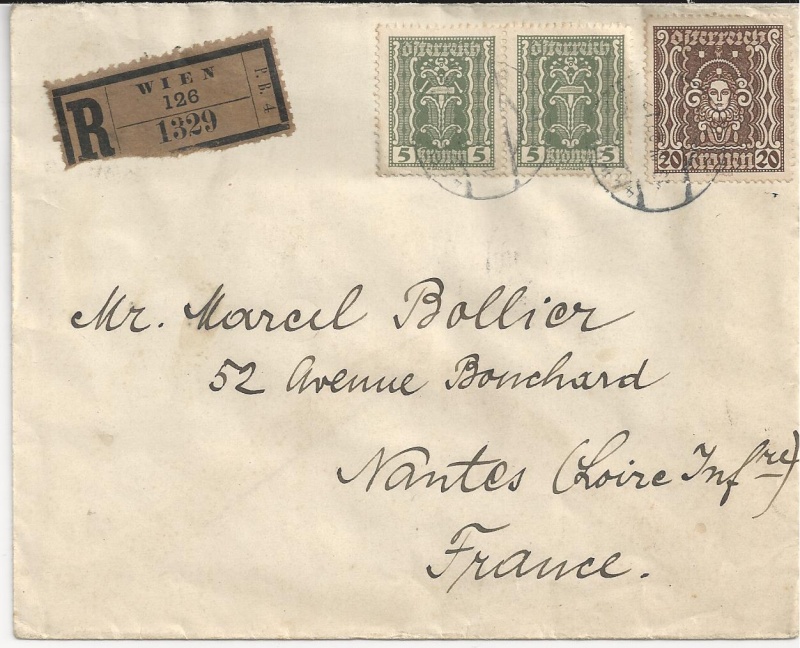 R
WIEN
126
1329
P.B. 4
Österreich
5 Kronen 5
Österreich
5 Kronen 5
Österreich
20 Kronen 20
Mr. Marcel Bollier
52 Avenue Bouchard
Nantes (Loire Infre)
France.